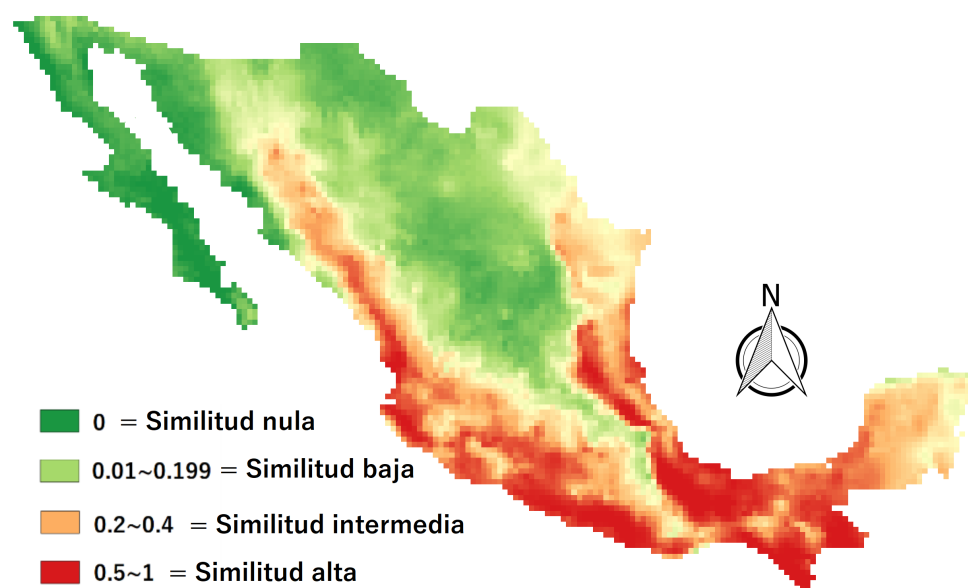 N
0 = Similitud nula
0.01~0.199 = Similitud baja
0.2~0.4 = Similitud intermedia
0.5~1 = Similitud alta